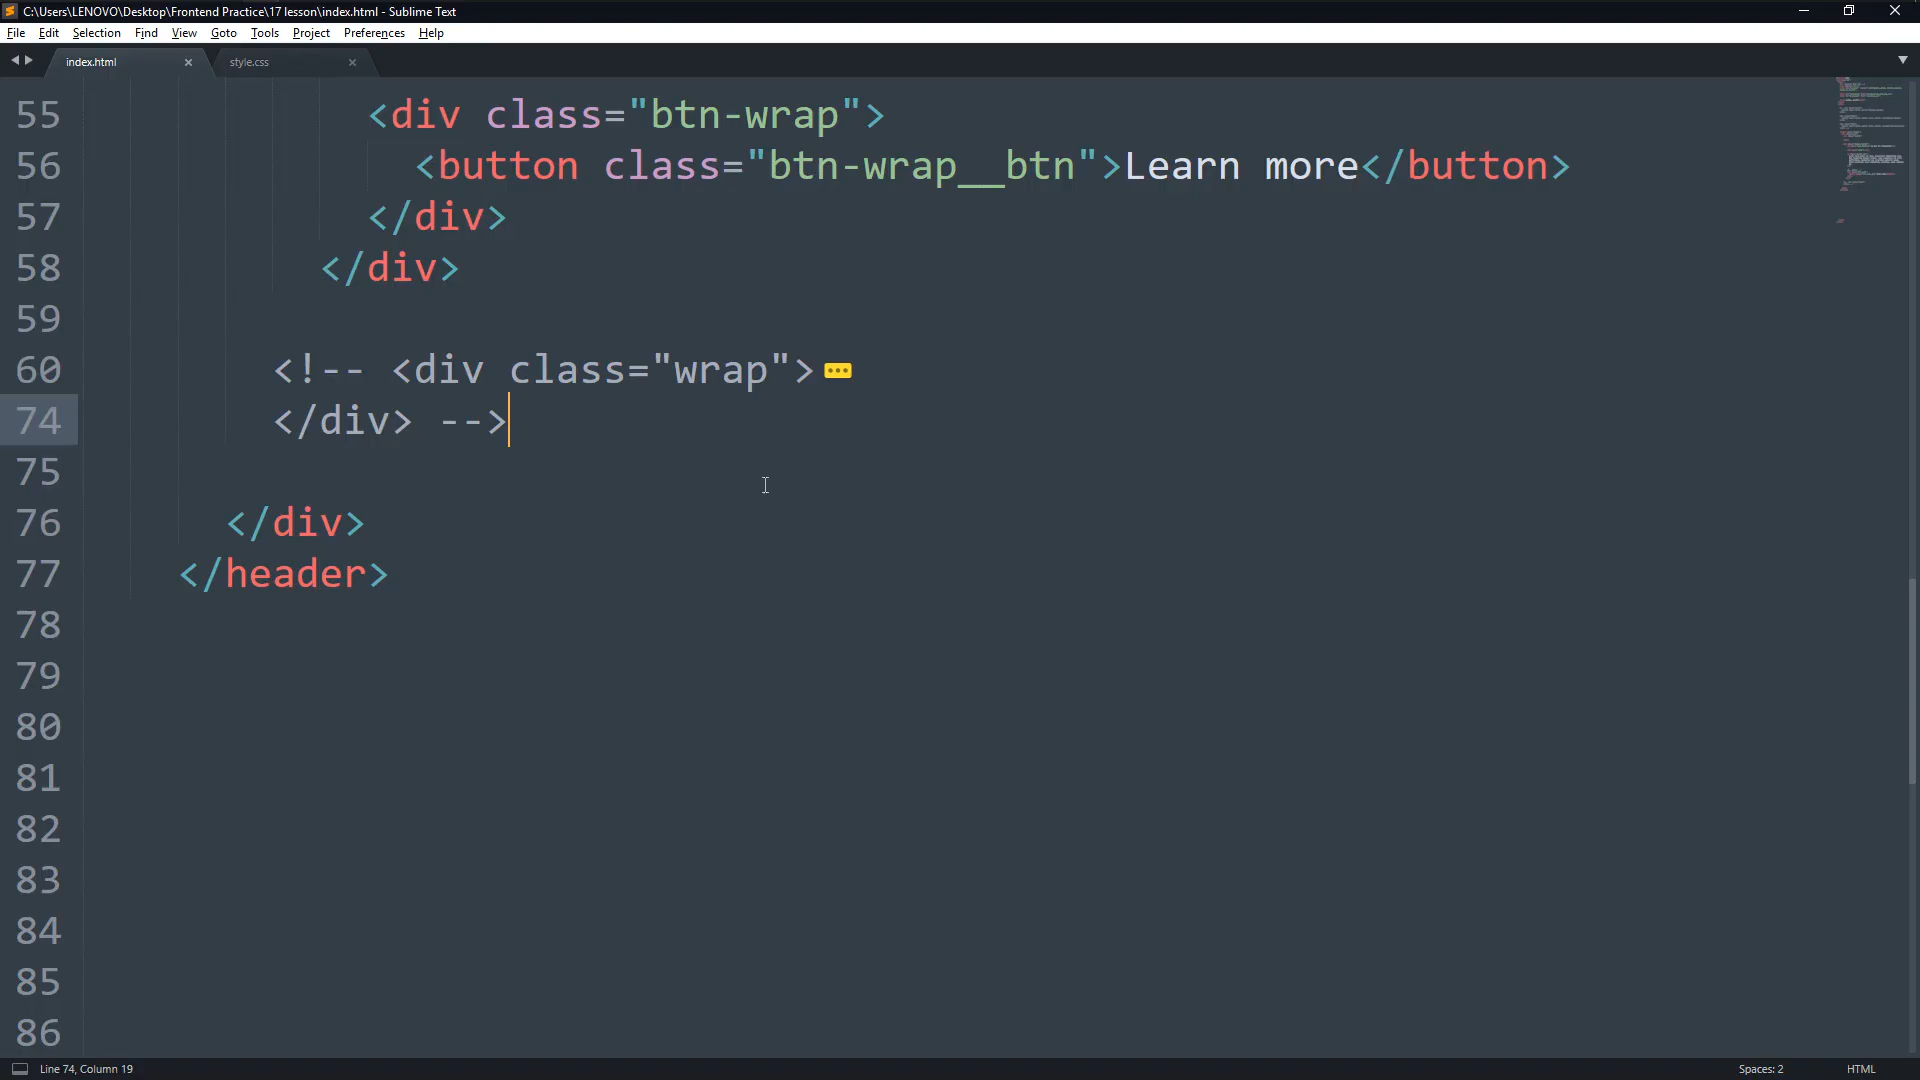 C:\Users\LENOVO\Desktop\Frontend Practice\17 lesson\index.html - Sublime Text
File Edit Selection Find View Goto Tools Project Preferences Help
index.html style.css
55 <div class="btn-wrap">
56 <button class="btn-wrap__btn">Learn more</button>
57 </div>
58 </div>
59
60 <!-- <div class="wrap">
74 </div> -->
75
76 </div>
77 </header>
78
79
80
81
82
83
84
85
86
Line 74, Column 19 Spaces: 2 HTML